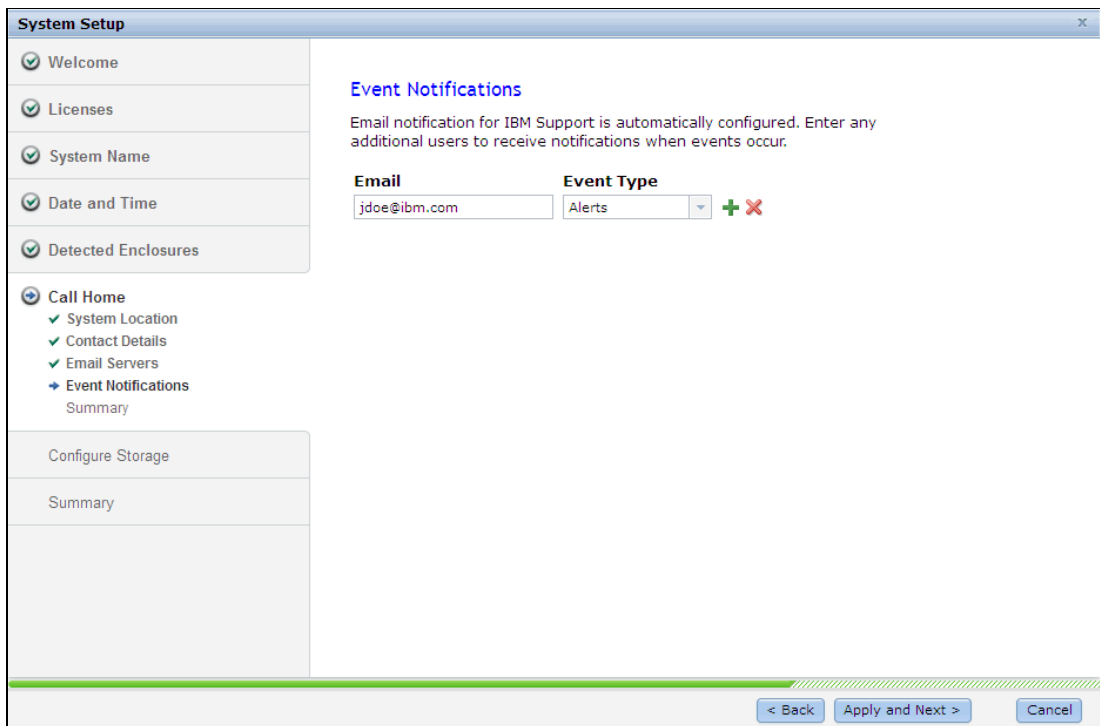 System Setup
x
Welcome
Licenses
System Name
Date and Time
Detected Enclosures
Call Home
System Location
Contact Details
Email Servers
Event Notifications
Summary
Configure Storage
Summary
Event Notifications
Email notification for IBM Support is automatically configured. Enter any
additional users to receive notifications when events occur.
Email Event Type
jdoe@ibm.com Alerts
< Back Apply and Next > Cancel